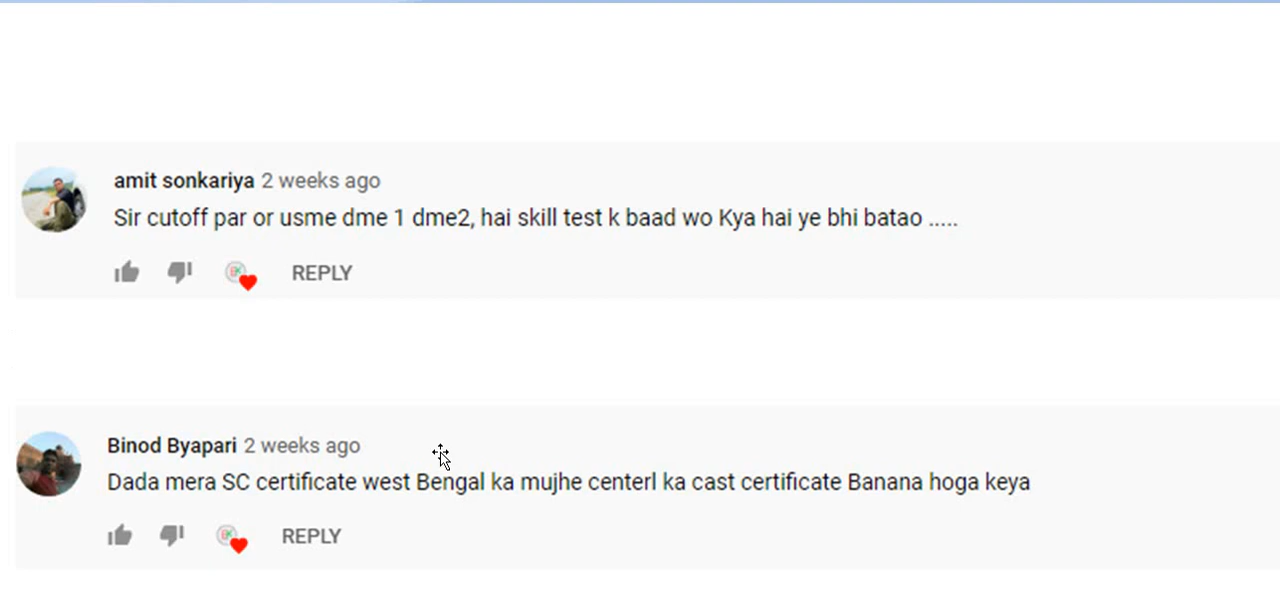 amit sonkariya 2 weeks ago
Sir cutoff par or usme dme 1 dme2, hai skill test k baad wo Kya hai ye bhi batao .....
REPLY
Binod Byapari 2 weeks ago
Dada mera SC certificate west Bengal ka mujhe centerl ka cast certificate Banana hoga keya
REPLY